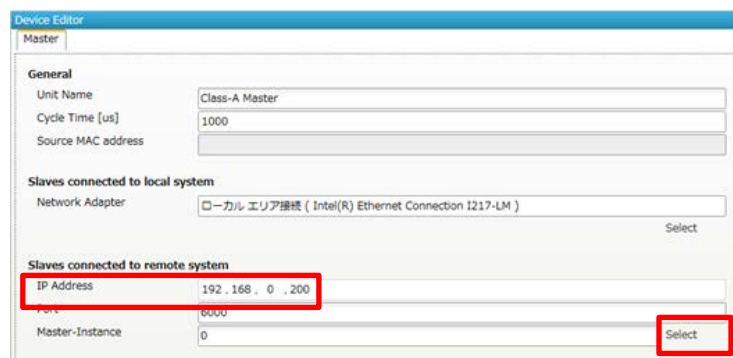 Device Editor
Master
General
Unit Name Class-A Master
Cycle Time [us] 1000
Source MAC address
Slaves connected to local system
Network Adapter ローカル エリア接続 ( Intel(R) Ethernet Connection I217-LM )
Select
Slaves connected to remote system
IP Address 192 . 168 . 0 . 200
Port 6000
Master-Instance 0 Select